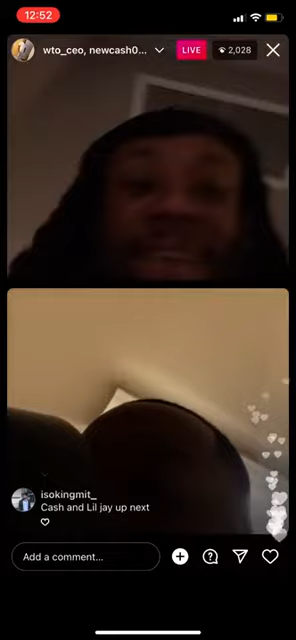 12:52
wto_ceo, newcash0...
LIVE
2,028
isokingmit_
Cash and Lil jay up next
Add a comment...